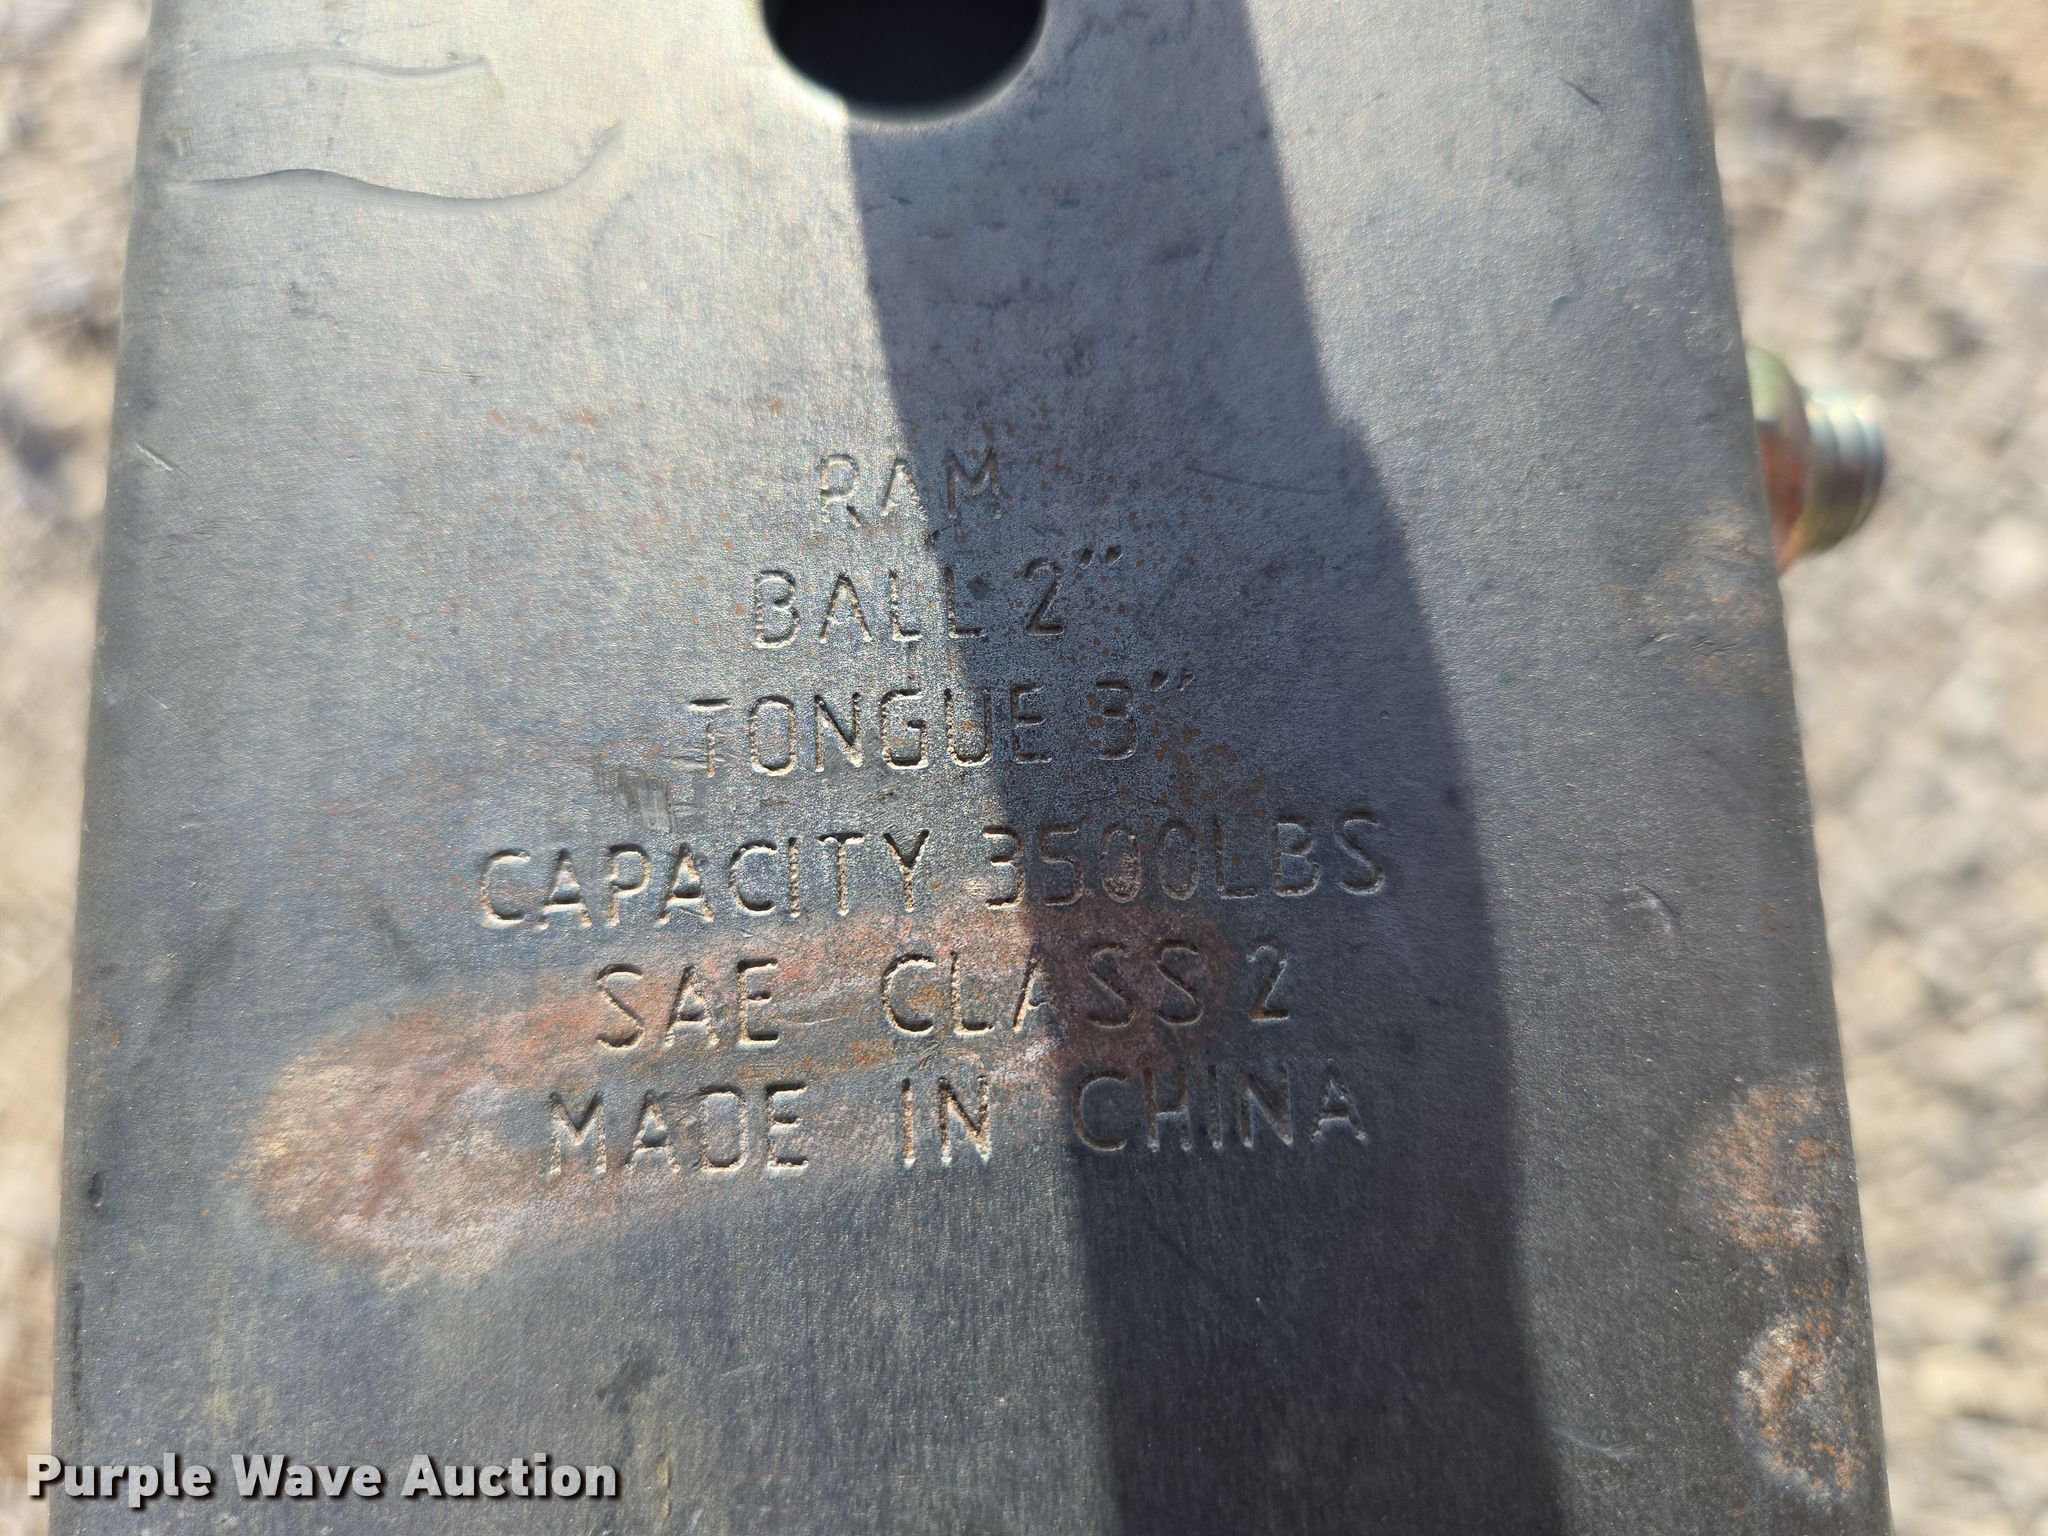 RAM
BALL 2"
TONGUE 3"
CAPACITY 3500LBS
SAE CLASS 2
MADE IN CHINA
Purple Wave Auction